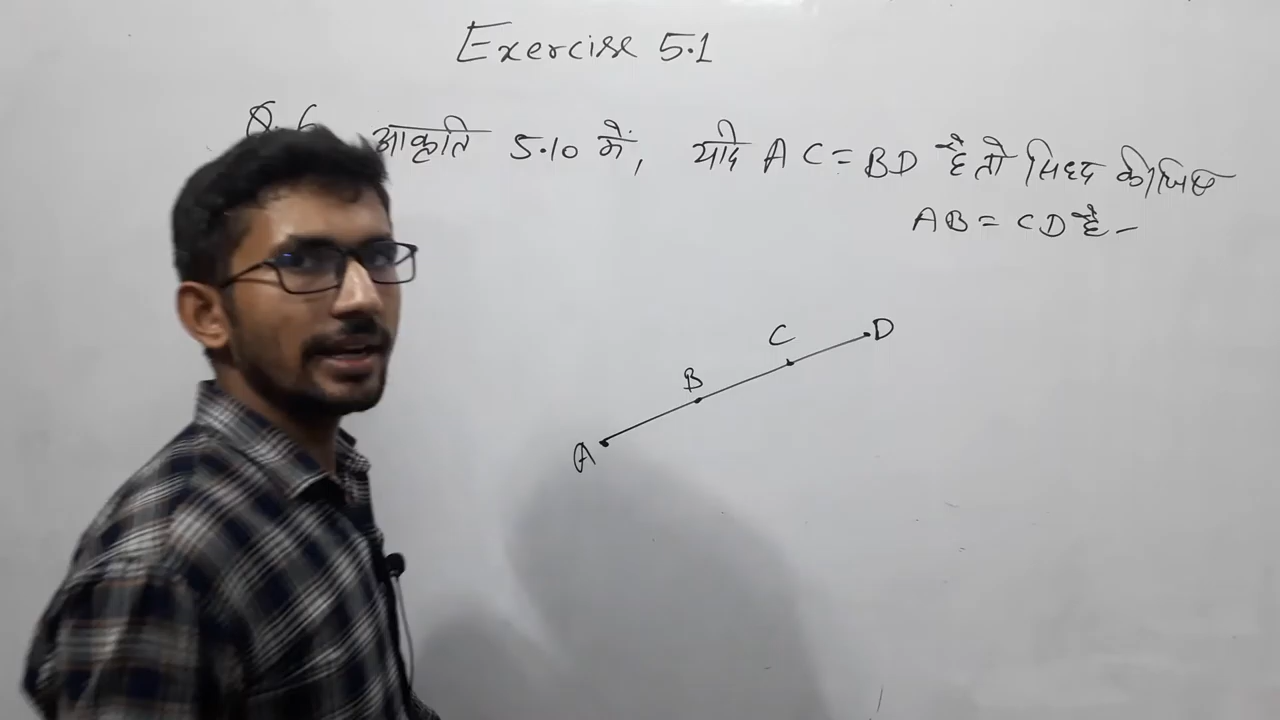 Exercise 5.1
Q.6 आकृति 5.10 में, यदि AC = BD है तो सिद्ध कीजिए
AB = CD है -
C
D
B
A